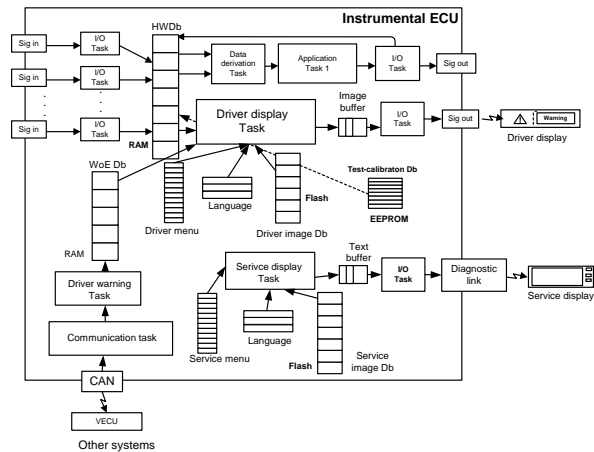 Instrumental ECU
HWDb
Sig in
I/O
Task
Data
derivation
Task
Application
Task 1
I/O
Task
Sig out
Sig in
I/O
Task
Image
buffer
Driver display
Task
I/O
Task
Sig out
Warning
Driver display
Sig in
I/O
Task
RAM
WoE Db
Test-calibraton Db
Flash
Language
EEPROM
Driver menu
Driver image Db
RAM
Text
buffer
Serivce display
Task
I/O
Task
Diagnostic
link
Service display
Driver warning
Task
Language
Communication task
Service menu
Flash
Service
image Db
CAN
VECU
Other systems